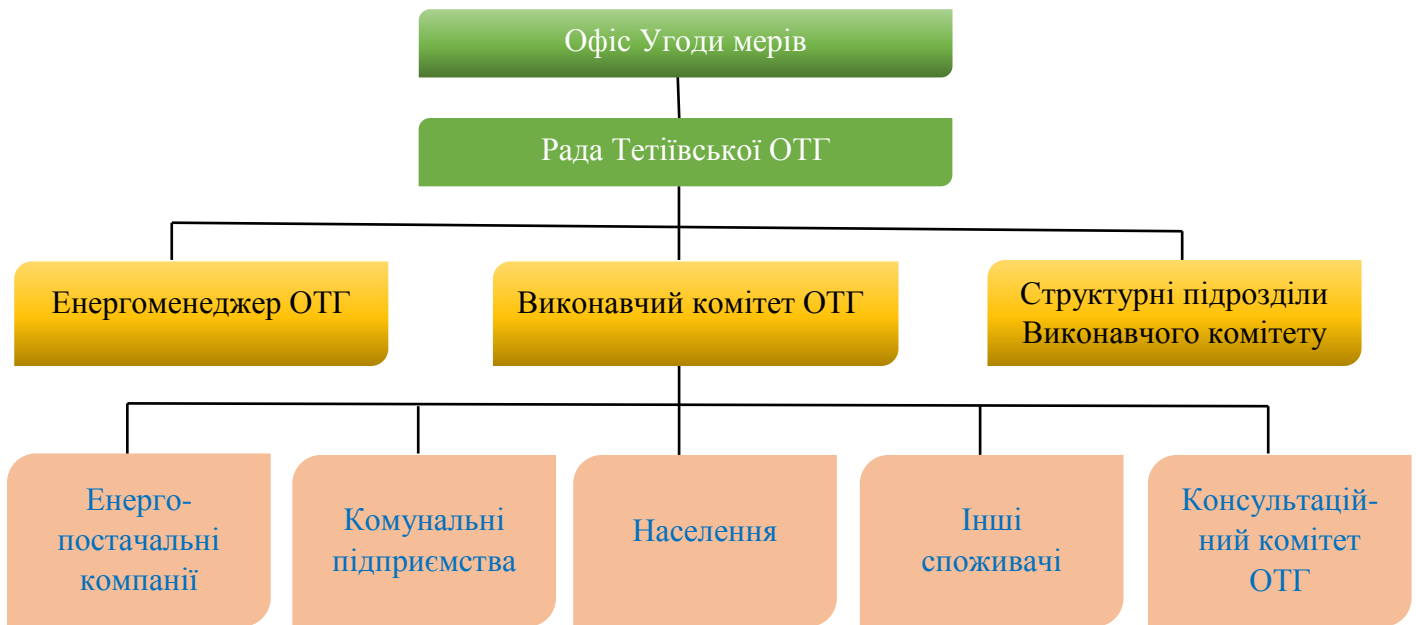 Офіс Угоди мерів
Рада Тетіївської ОТГ
Енергоменеджер ОТГ
Виконавчий комітет ОТГ
Структурні підрозділи
Виконавчого комітету
Енерго-
постачальні
компанії
Комунальні
підприємства
Населення
Інші
споживачі
Консультацій-
ний комітет
ОТГ